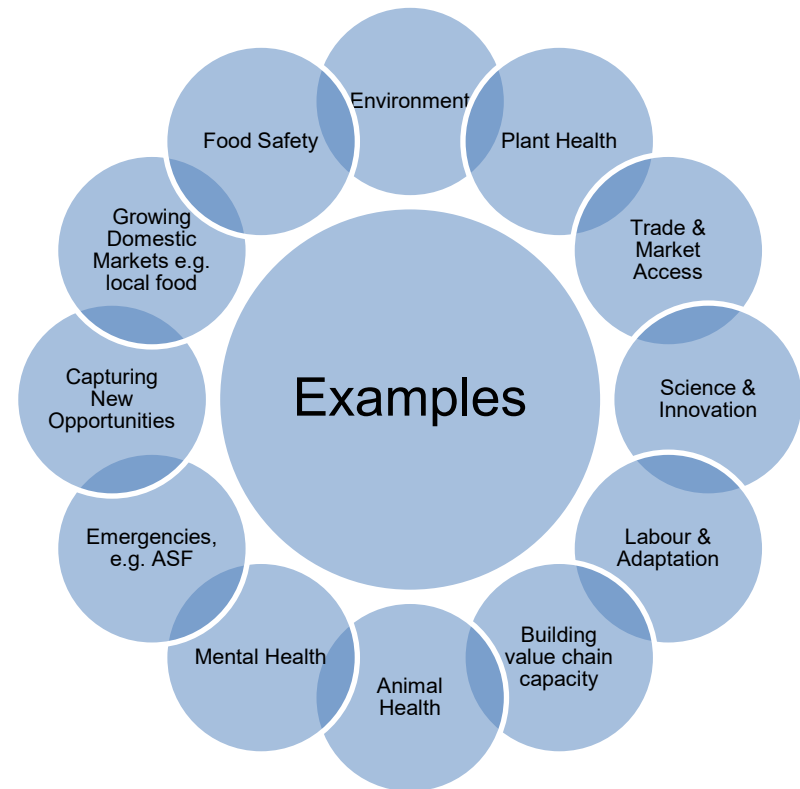 Environment
Plant Health
Trade &
Market
Access
Science &
Innovation
Labour &
Adaptation
Building
value chain
capacity
Animal
Health
Mental Health
Emergencies,
e.g. ASF
Capturing
New
Opportunities
Growing
Domestic
Markets e.g.
local food
Food Safety
Examples